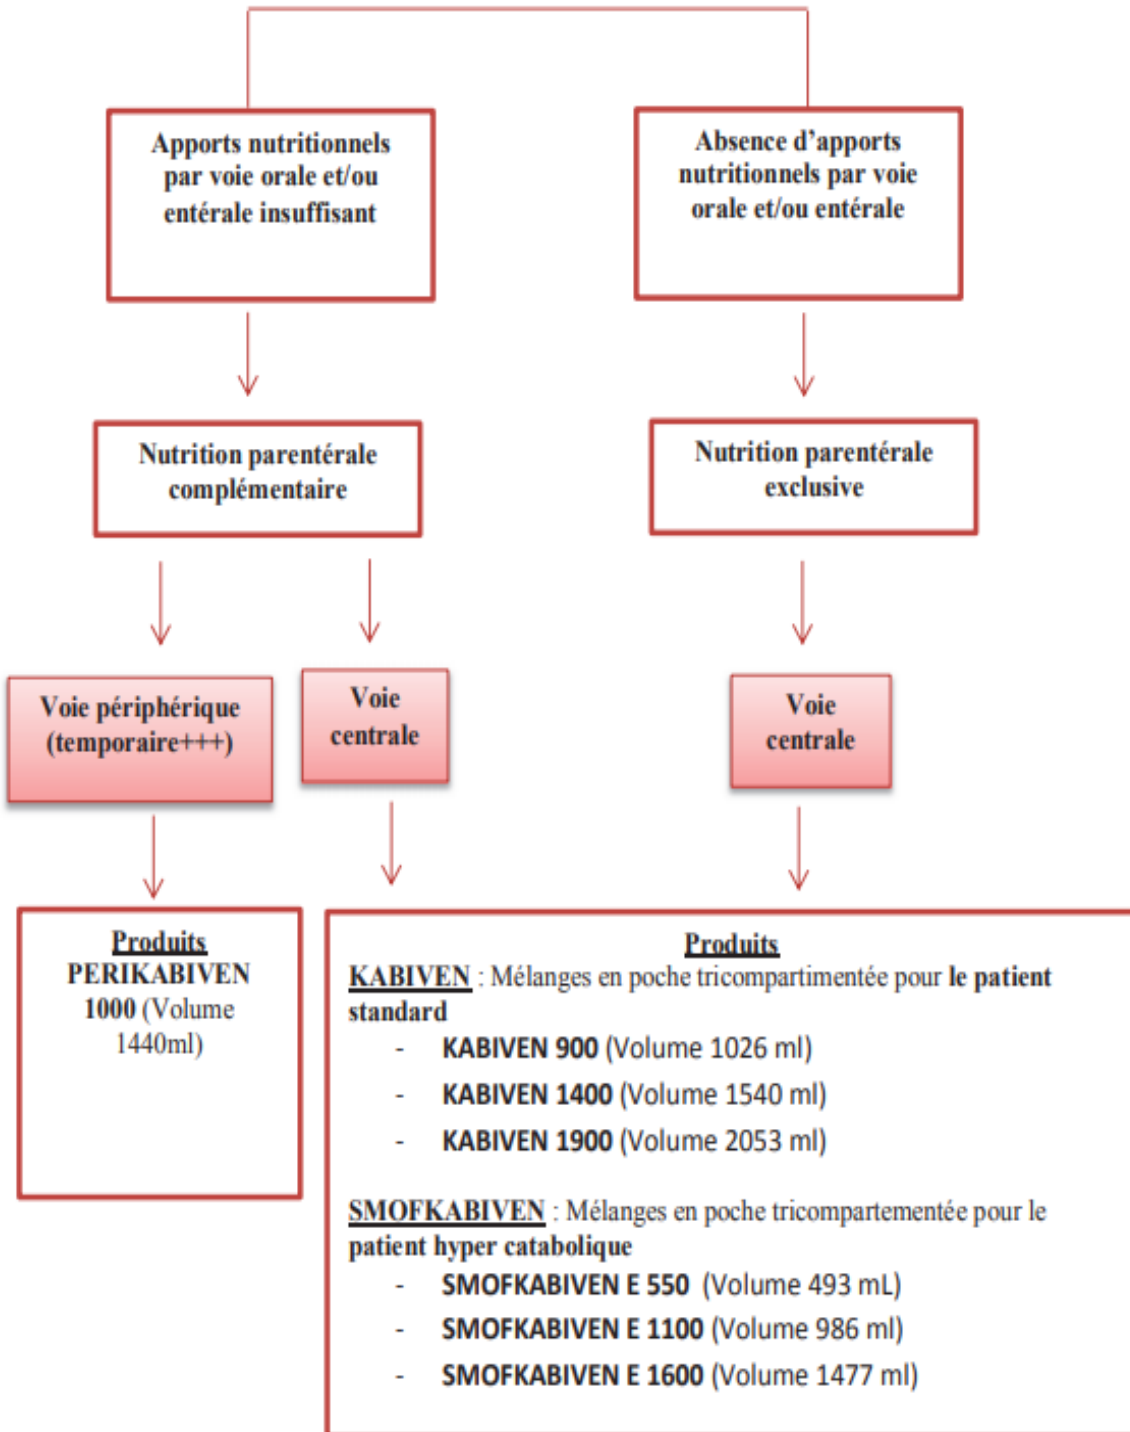 Apports nutritionnels
par voie orale et/ou
entérale insuffisant
Absence d’apports
nutritionnels par voie
orale et/ou entérale
Nutrition parentérale
complémentaire
Nutrition parentérale
exclusive
Voie périphérique
(temporaire+++)
Voie
centrale
Voie
centrale
Produits
PERIKABIVEN
1000 (Volume
1440ml)
Produits
KABIVEN : Mélanges en poche tricompartimentée pour le patient
standard
- KABIVEN 900 (Volume 1026 ml)
- KABIVEN 1400 (Volume 1540 ml)
- KABIVEN 1900 (Volume 2053 ml)
SMOFKABIVEN : Mélanges en poche tricompartementée pour le
patient hyper catabolique
- SMOFKABIVEN E 550 (Volume 493 mL)
- SMOFKABIVEN E 1100 (Volume 986 ml)
- SMOFKABIVEN E 1600 (Volume 1477 ml)